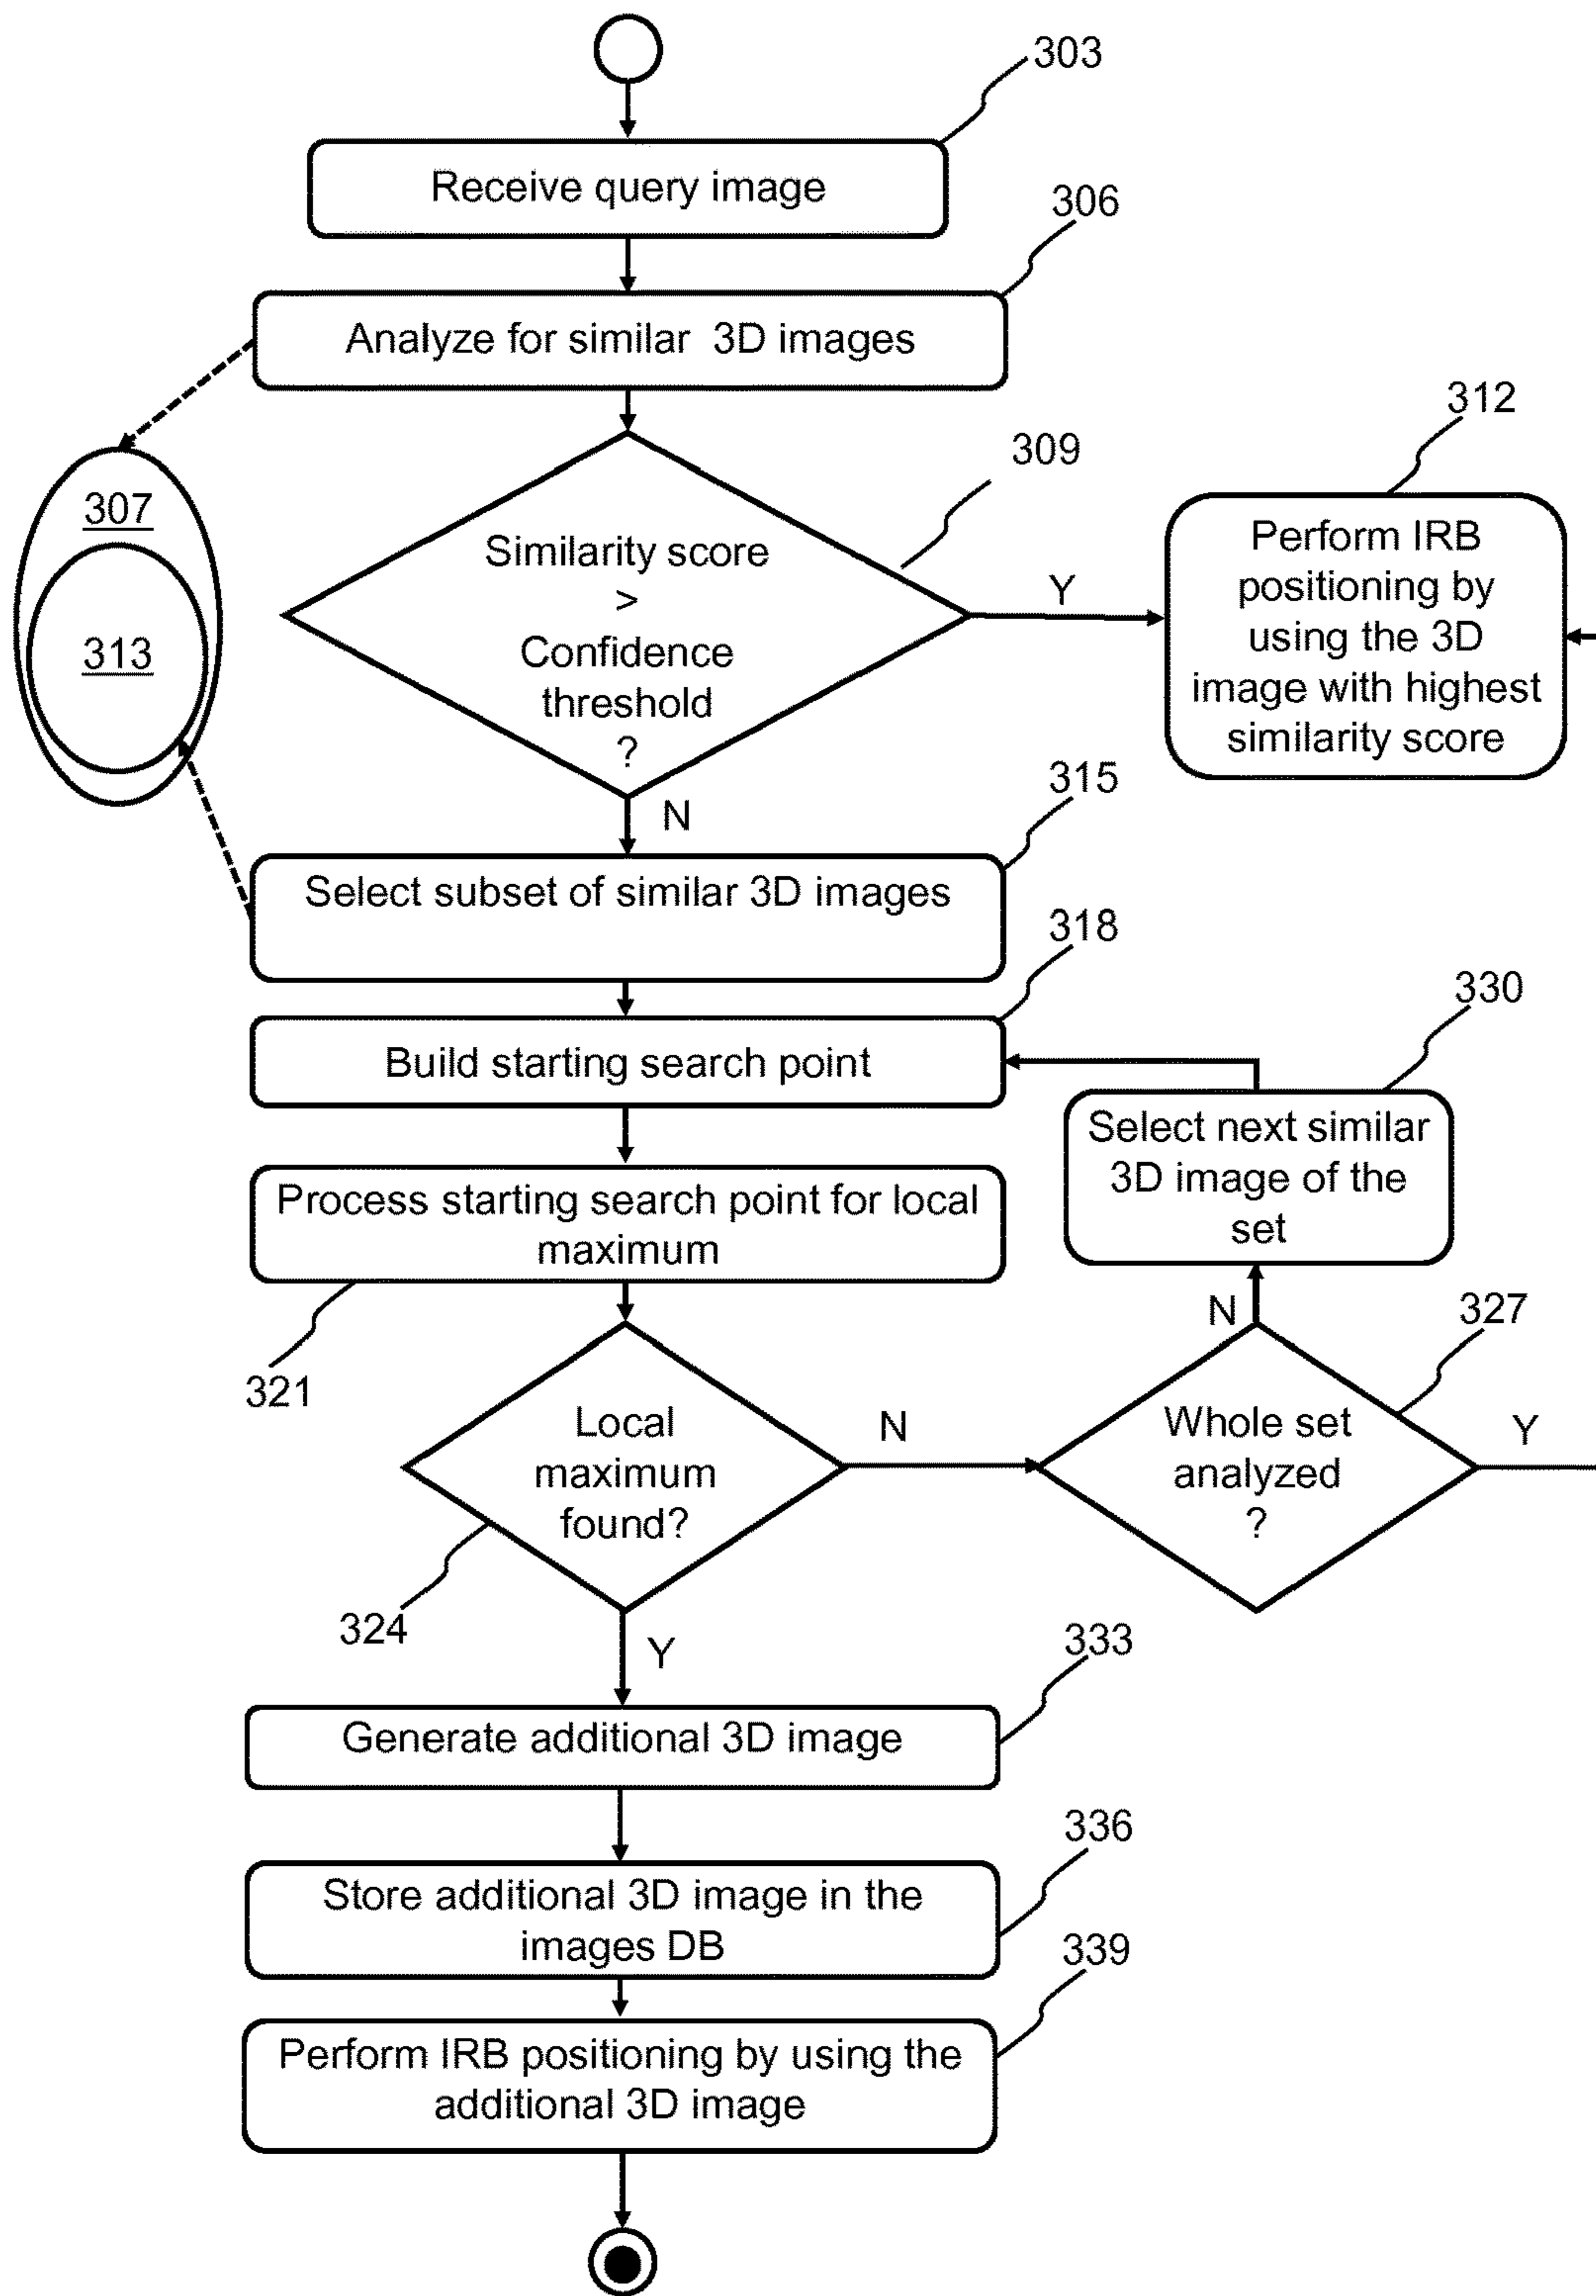 303
Receive query image
306
Analyze for similar 3D images
312
309
307
Similarity score
>
Confidence
threshold
?
Y
Perform IRB
positioning by
using the 3D
image with highest
similarity score
313
315
N
Select subset of similar 3D images
318
330
Build starting search point
Select next similar
3D image of the
set
Process starting search point for local
maximum
321
N
327
Local
maximum
found?
N
Whole set
analyzed
?
Y
324
Y
333
Generate additional 3D image
336
Store additional 3D image in the
images DB
339
Perform IRB positioning by using the
additional 3D image